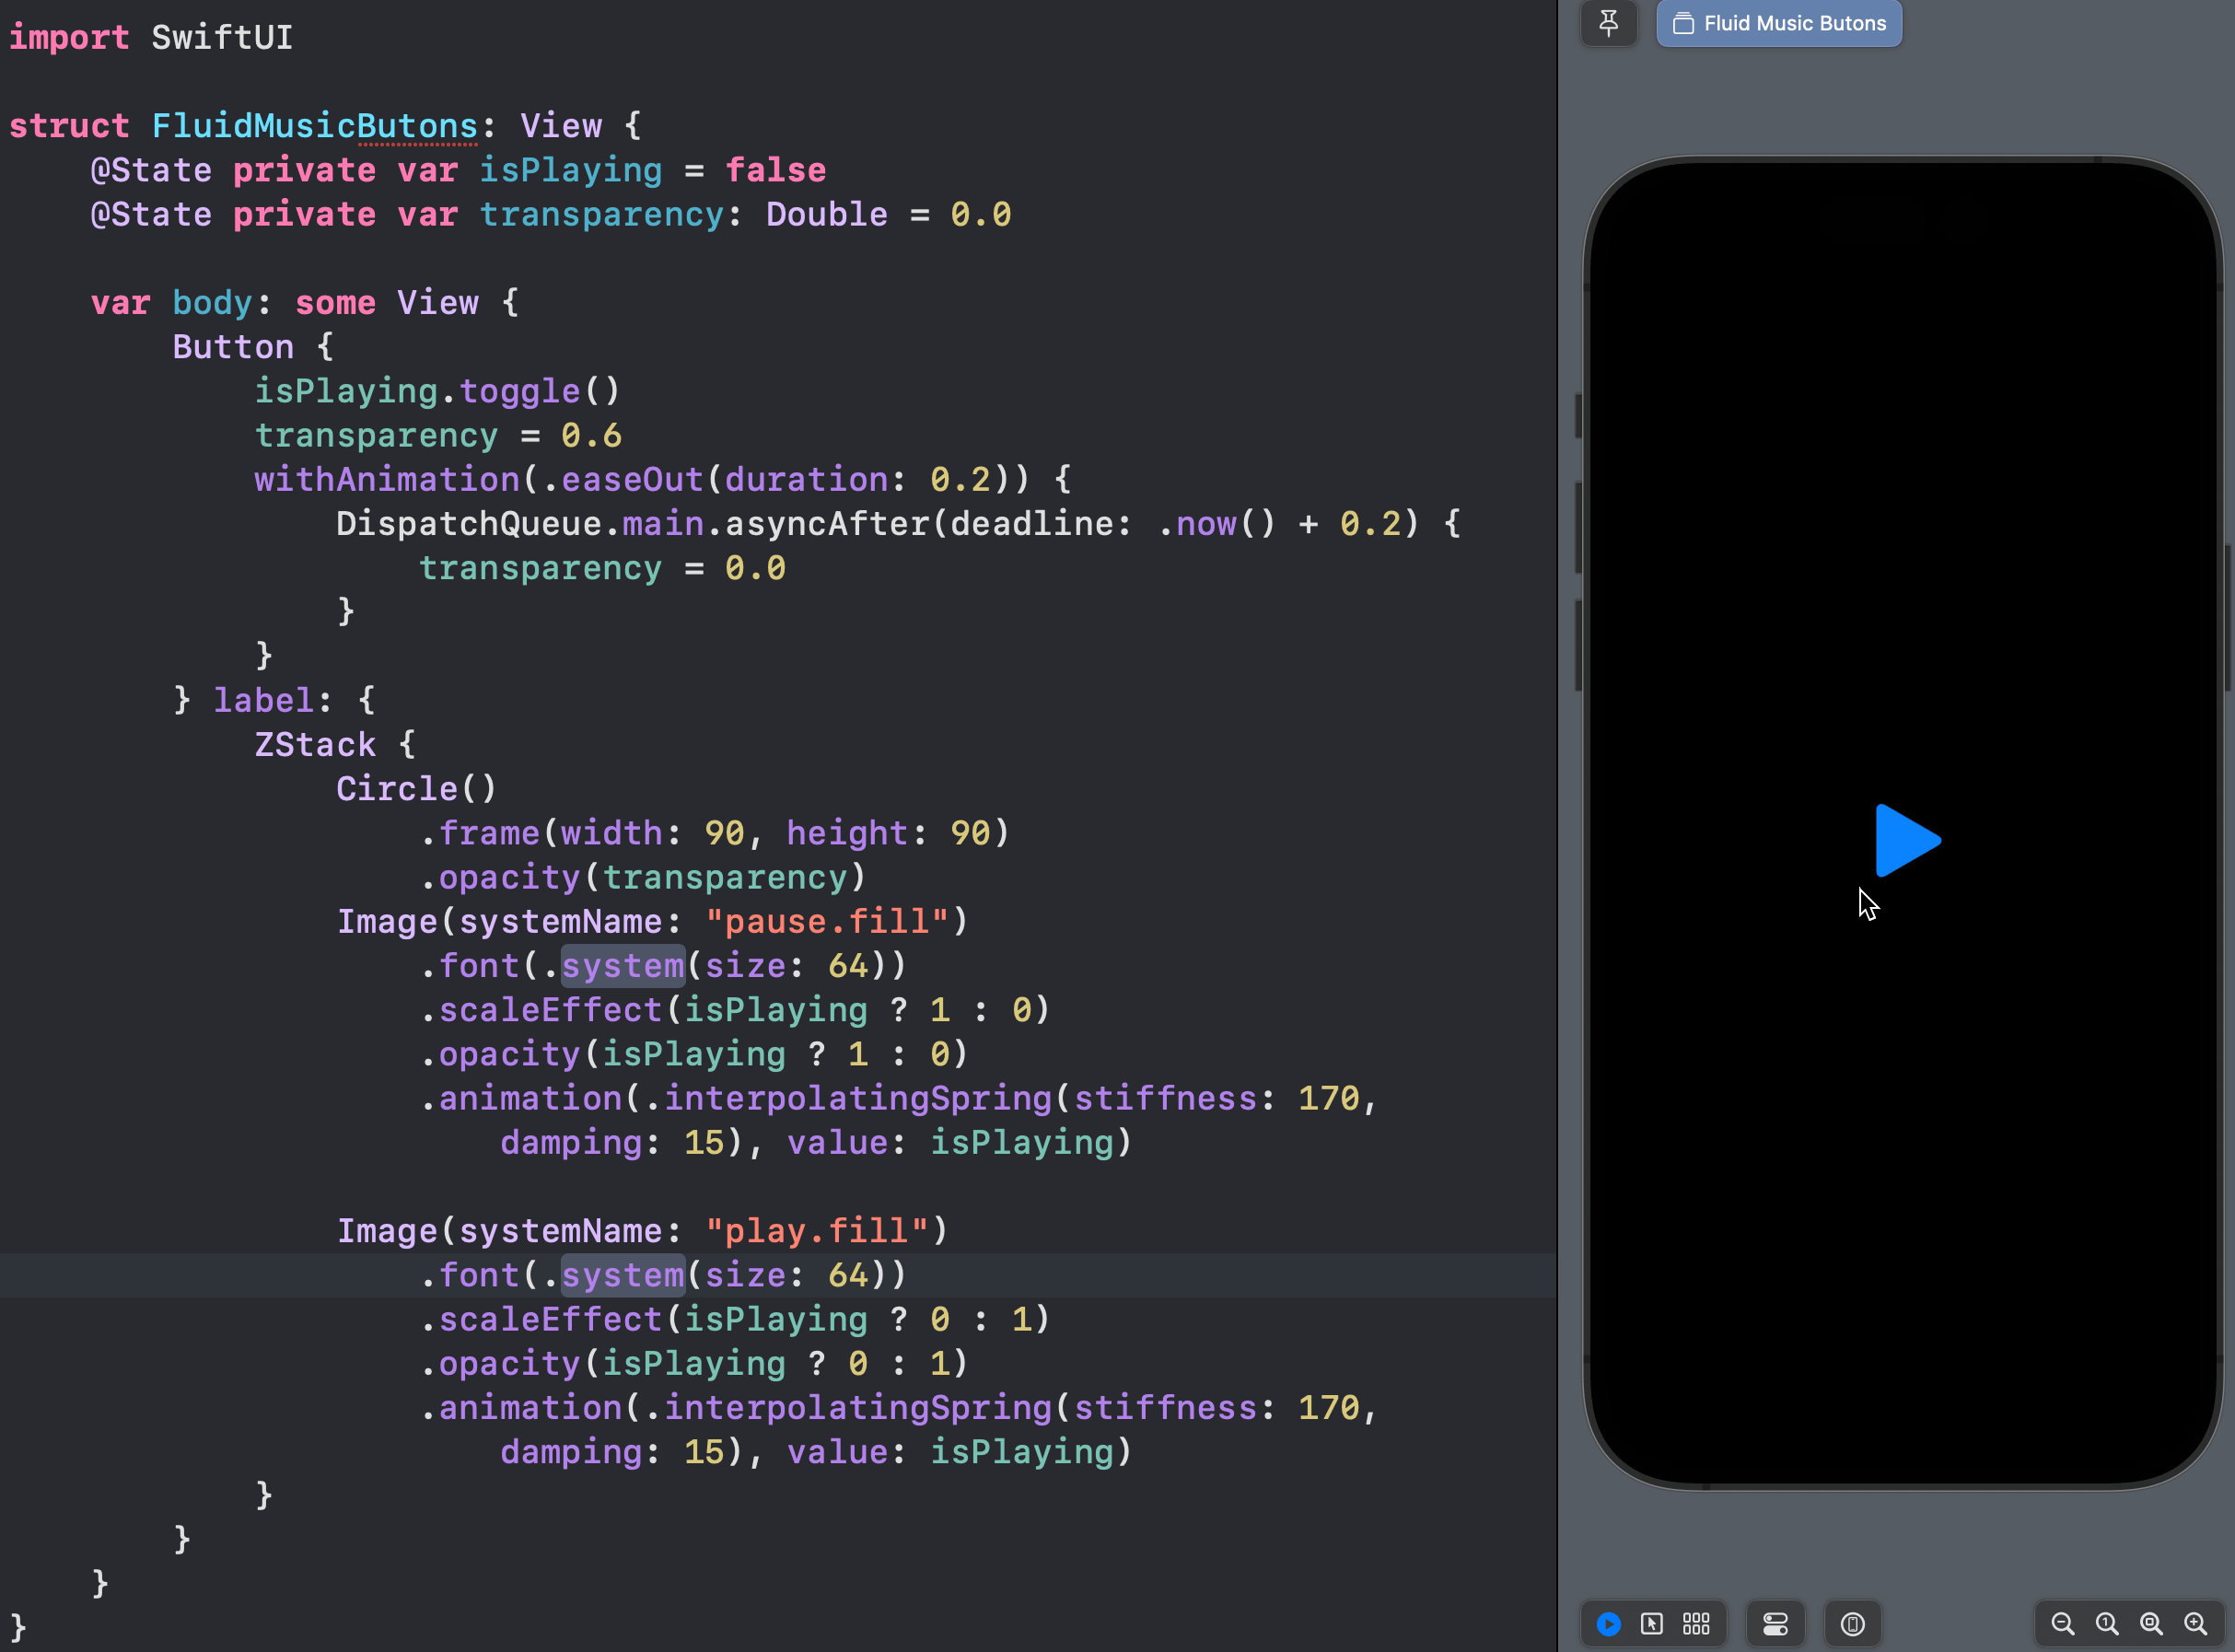 import SwiftUI
struct FluidMusicButons: View {
@State private var isPlaying = false
@State private var transparency: Double = 0.0
var body: some View {
Button {
isPlaying.toggle()
transparency = 0.6
withAnimation(.easeOut(duration: 0.2)) {
DispatchQueue.main.asyncAfter(deadline: .now() + 0.2) {
transparency = 0.0
}
}
} label: {
ZStack {
Circle()
.frame(width: 90, height: 90)
.opacity(transparency)
Image(systemName: "pause.fill")
.font(.system(size: 64))
.scaleEffect(isPlaying ? 1 : 0)
.opacity(isPlaying ? 1 : 0)
.animation(.interpolatingSpring(stiffness: 170,
damping: 15), value: isPlaying)
Image(systemName: "play.fill")
.font(.system(size: 64))
.scaleEffect(isPlaying ? 0 : 1)
.opacity(isPlaying ? 0 : 1)
.animation(.interpolatingSpring(stiffness: 170,
damping: 15), value: isPlaying)
}
}
}
}
Fluid Music Butons